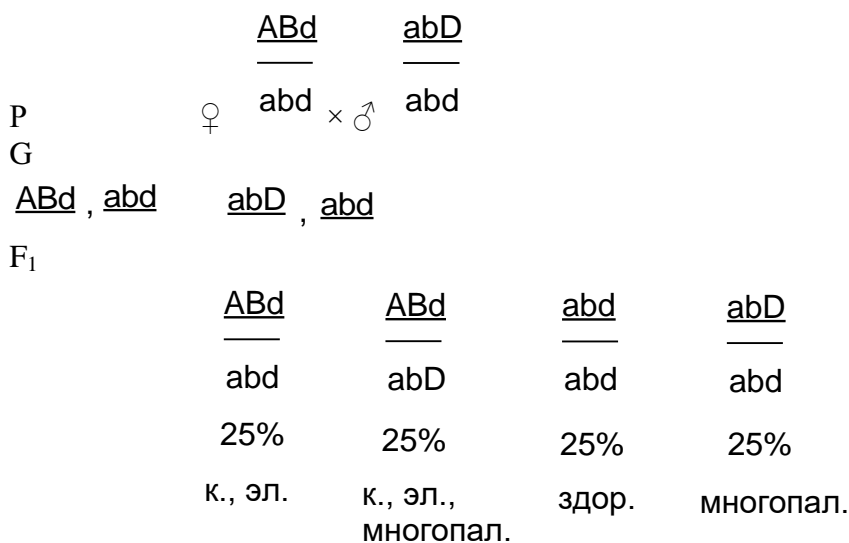 ABd abD
abd abd
P ♀ × ♂
G
ABd , abd abD , abd
F₁
ABd ABd abd abD
abd abD abd abd
25% 25% 25% 25%
к., эл. к., эл., здор. многопал.
многопал.